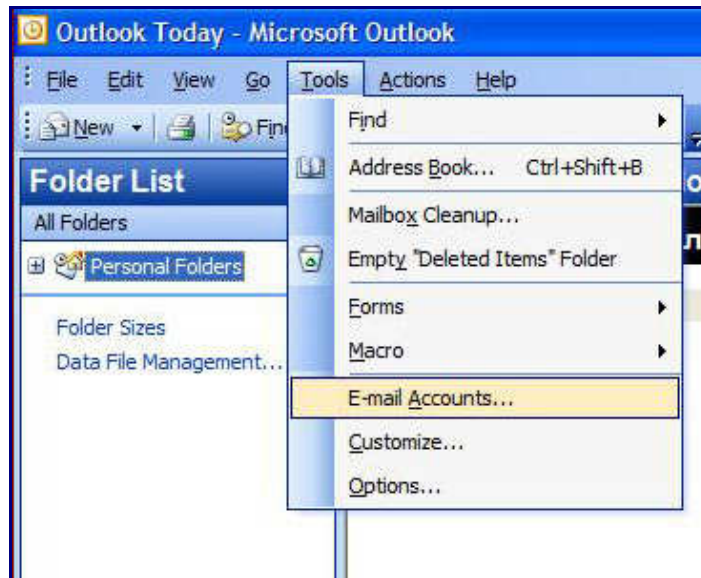 Outlook Today - Microsoft Outlook
File Edit View Go Tools Actions Help
New
Find
Address Book... Ctrl+Shift+B
Mailbox Cleanup...
Empty "Deleted Items" Folder
Forms
Macro
E-mail Accounts...
Customize...
Options...
Folder List
All Folders
Personal Folders
Folder Sizes
Data File Management...